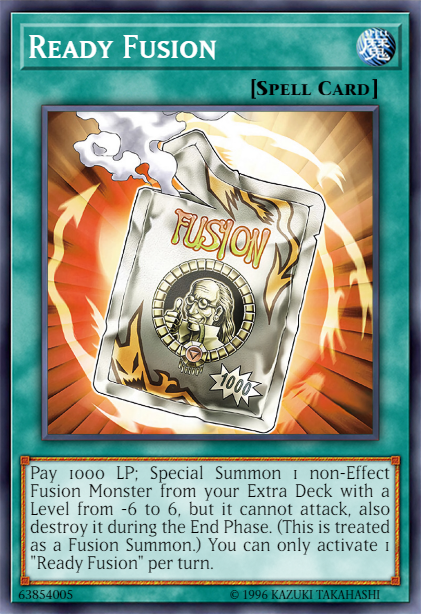 Ready Fusion
魔
[Spell Card]
FUSION
1000
Pay 1000 LP; Special Summon 1 non-Effect
Fusion Monster from your Extra Deck with a
Level from -6 to 6, but it cannot attack, also
destroy it during the End Phase. (This is treated
as a Fusion Summon.) You can only activate 1
"Ready Fusion" per turn.
63854005 © 1996 KAZUKI TAKAHASHI